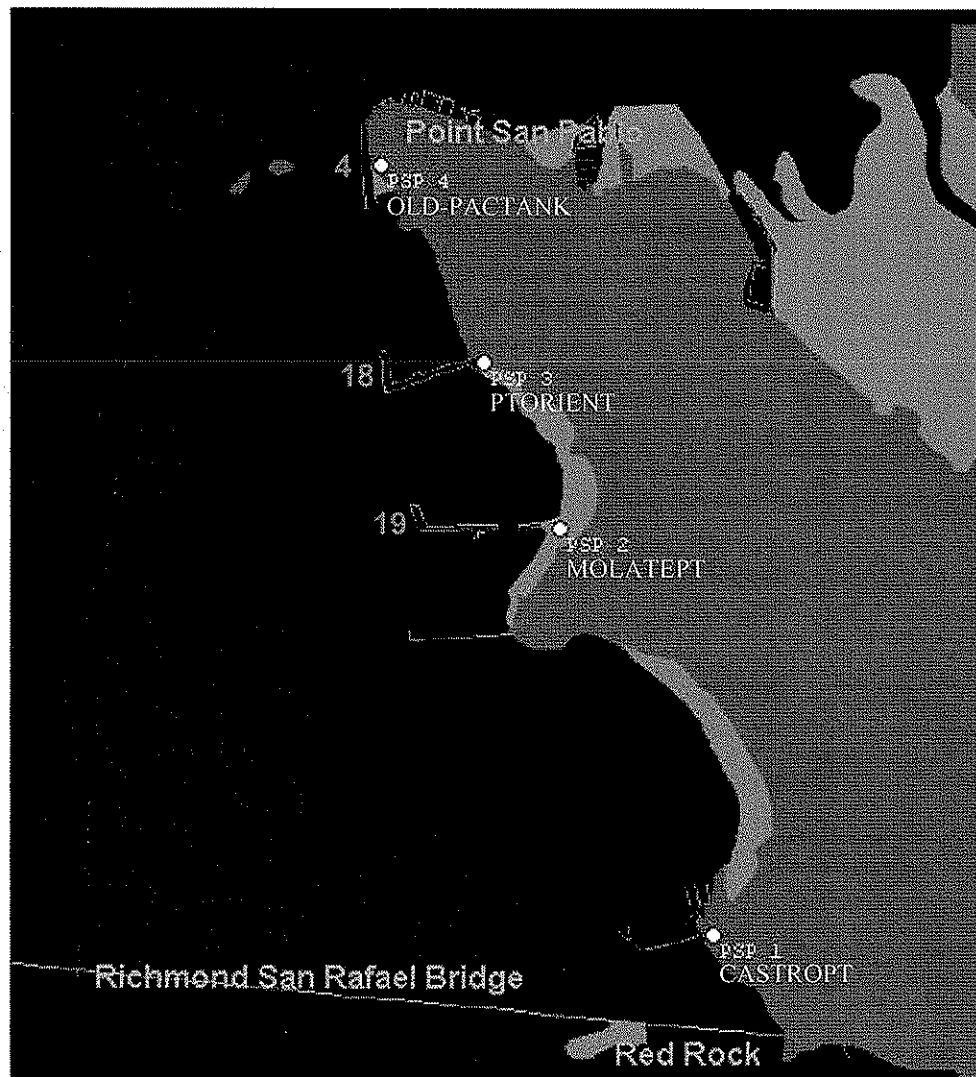 Point San Pablo
4
PSP 4
OLD-PACTANK
18
PSP 3
PTORIENT
19
PSP 2
MOLATEPT
PSP 1
CASTROPT
Richmond San Rafael Bridge
Red Rock